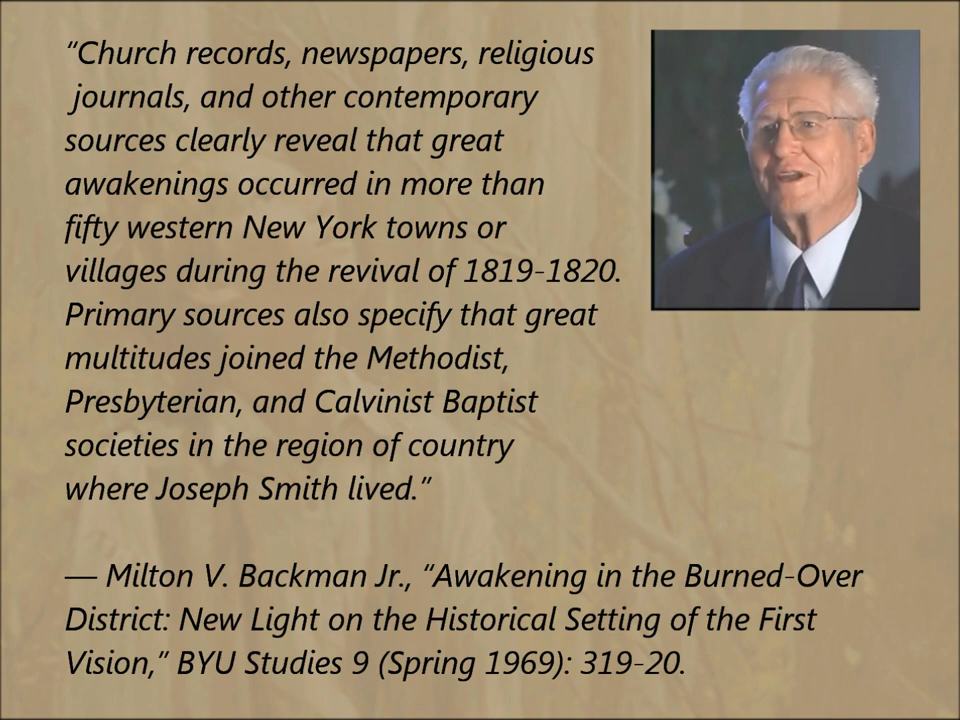 “Church records, newspapers, religious
journals, and other contemporary
sources clearly reveal that great
awakenings occurred in more than
fifty western New York towns or
villages during the revival of 1819-1820.
Primary sources also specify that great
multitudes joined the Methodist,
Presbyterian, and Calvinist Baptist
societies in the region of country
where Joseph Smith lived.”
— Milton V. Backman Jr., “Awakening in the Burned-Over
District: New Light on the Historical Setting of the First
Vision,” BYU Studies 9 (Spring 1969): 319-20.